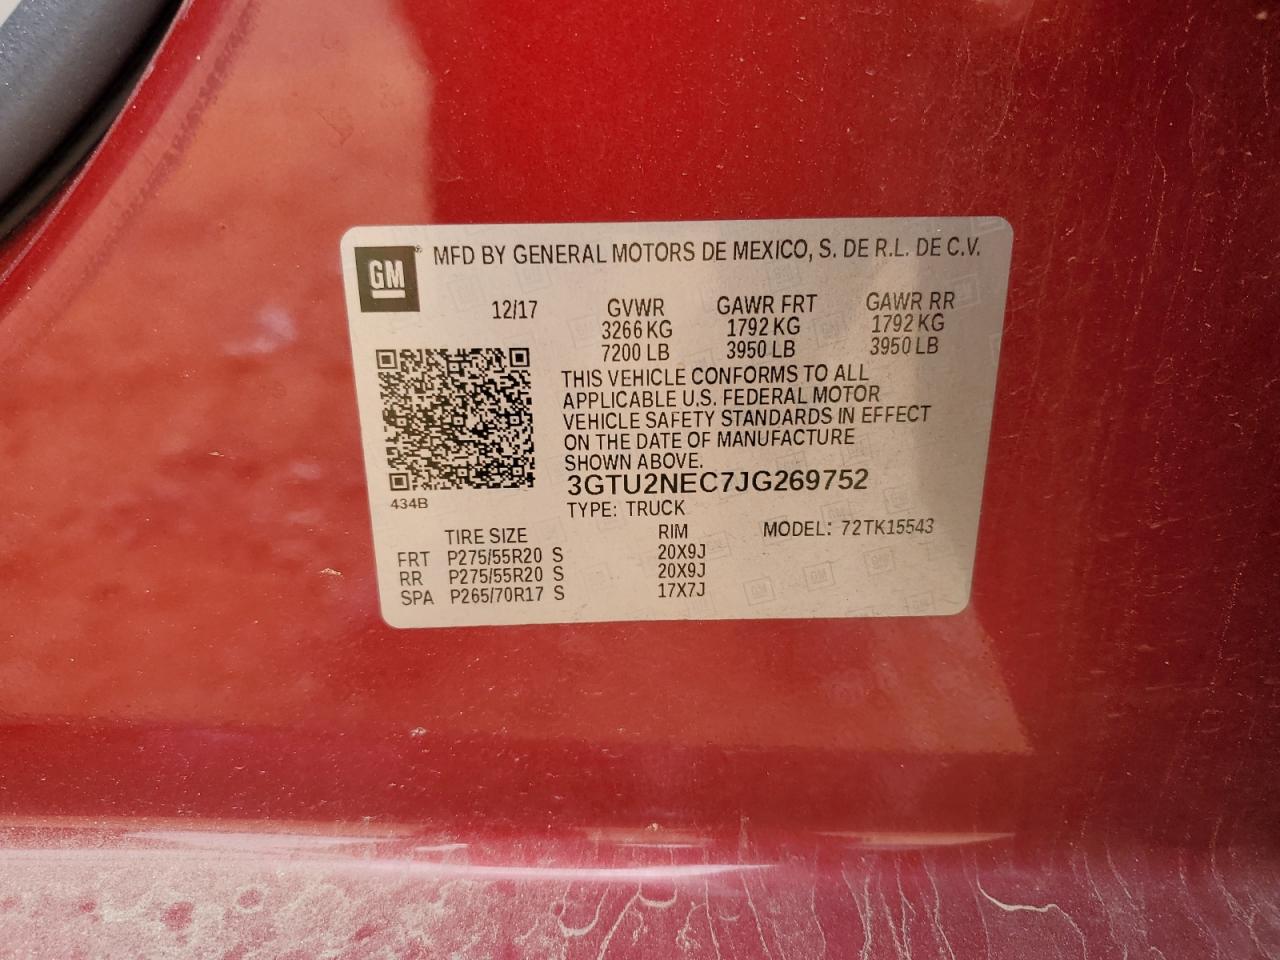 GM® MFD BY GENERAL MOTORS DE MEXICO, S. DE R.L. DE C.V.
12/17 GVWR GAWR FRT GAWR RR
3266 KG 1792 KG 1792 KG
7200 LB 3950 LB 3950 LB
THIS VEHICLE CONFORMS TO ALL
APPLICABLE U.S. FEDERAL MOTOR
VEHICLE SAFETY STANDARDS IN EFFECT
ON THE DATE OF MANUFACTURE
SHOWN ABOVE.
3GTU2NEC7JG269752
434B
TYPE: TRUCK
TIRE SIZE RIM MODEL: 72TK15543
FRT P275/55R20 S 20X9J
RR P275/55R20 S 20X9J
SPA P265/70R17 S 17X7J